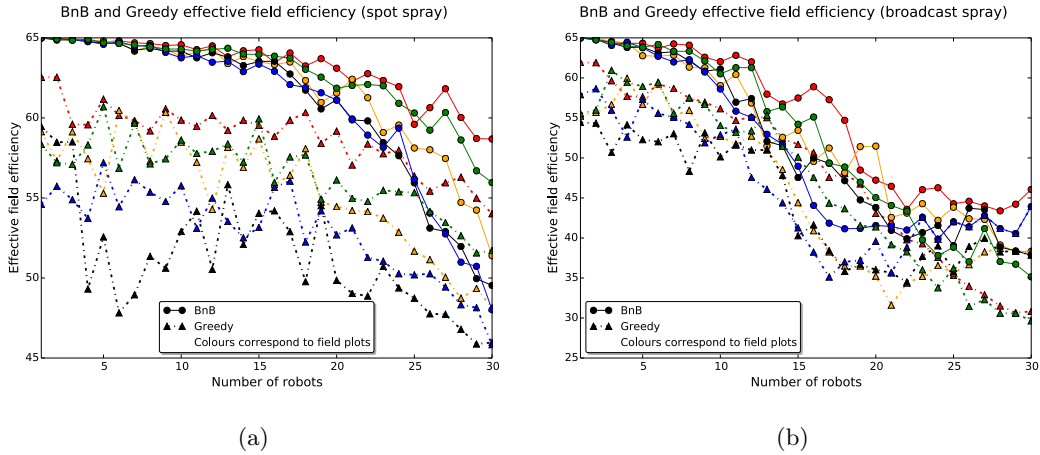 BnB and Greedy effective field efficiency (spot spray)
65
60
55
50
45
Effective field efficiency
BnB
Greedy
Colours correspond to field plots
5 10 15 20 25 30
Number of robots
(a)
BnB and Greedy effective field efficiency (broadcast spray)
65
60
55
50
45
40
35
30
25
Effective field efficiency
BnB
Greedy
Colours correspond to field plots
5 10 15 20 25 30
Number of robots
(b)